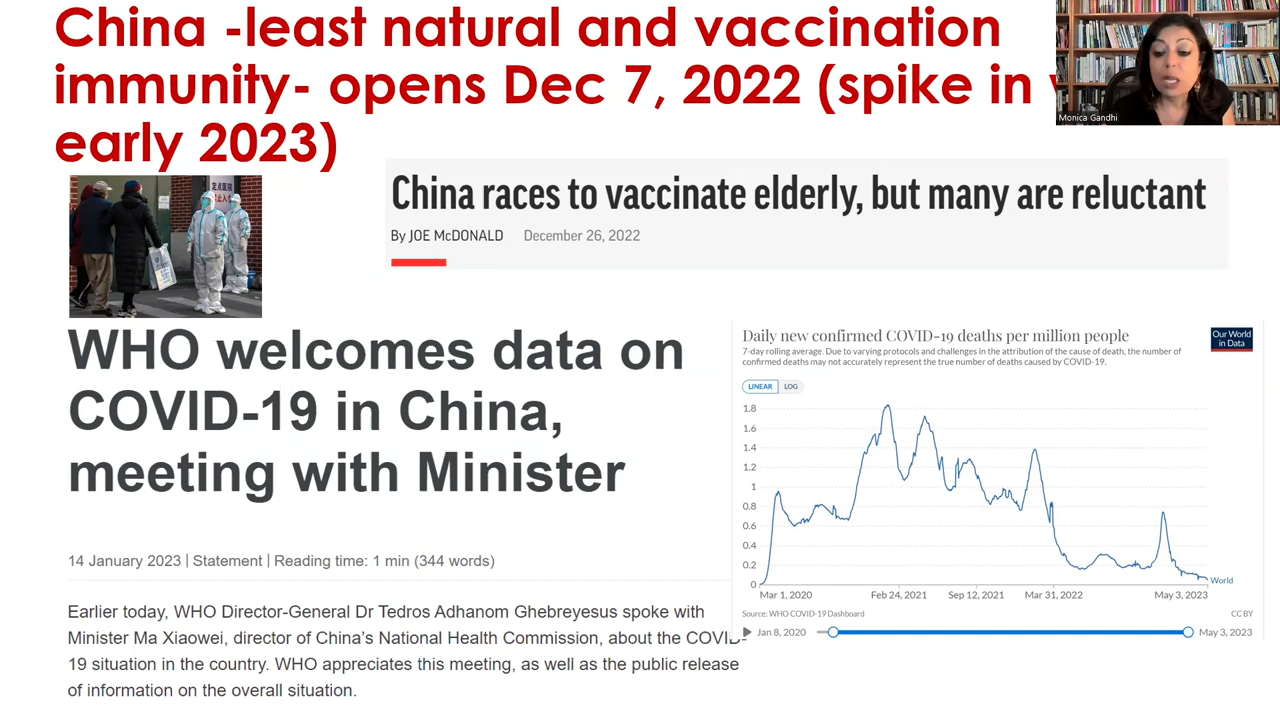 China -least natural and vaccination
immunity- opens Dec 7, 2022 (spike in
early 2023)
Monica Gandhi
定点医院
China races to vaccinate elderly, but many are reluctant
By JOE McDONALD December 26, 2022
WHO welcomes data on
COVID-19 in China,
meeting with Minister
14 January 2023 | Statement | Reading time: 1 min (344 words)
Earlier today, WHO Director-General Dr Tedros Adhanom Ghebreyesus spoke with
Minister Ma Xiaowei, director of China's National Health Commission, about the COVID-
19 situation in the country. WHO appreciates this meeting, as well as the public release
of information on the overall situation.
Daily new confirmed COVID-19 deaths per million people
7-day rolling average. Due to varying protocols and challenges in the attribution of the cause of death, the number of
confirmed deaths may not accurately represent the true number of deaths caused by COVID-19.
Our World
in Data
LINEAR LOG
1.8
1.6
1.4
1.2
1
0.8
0.6
0.4
0.2
0
World
Mar 1, 2020 Feb 24, 2021 Sep 12, 2021 Mar 31, 2022 May 3, 2023
Source: WHO COVID-19 Dashboard CC BY
Jan 8, 2020 May 3, 2023